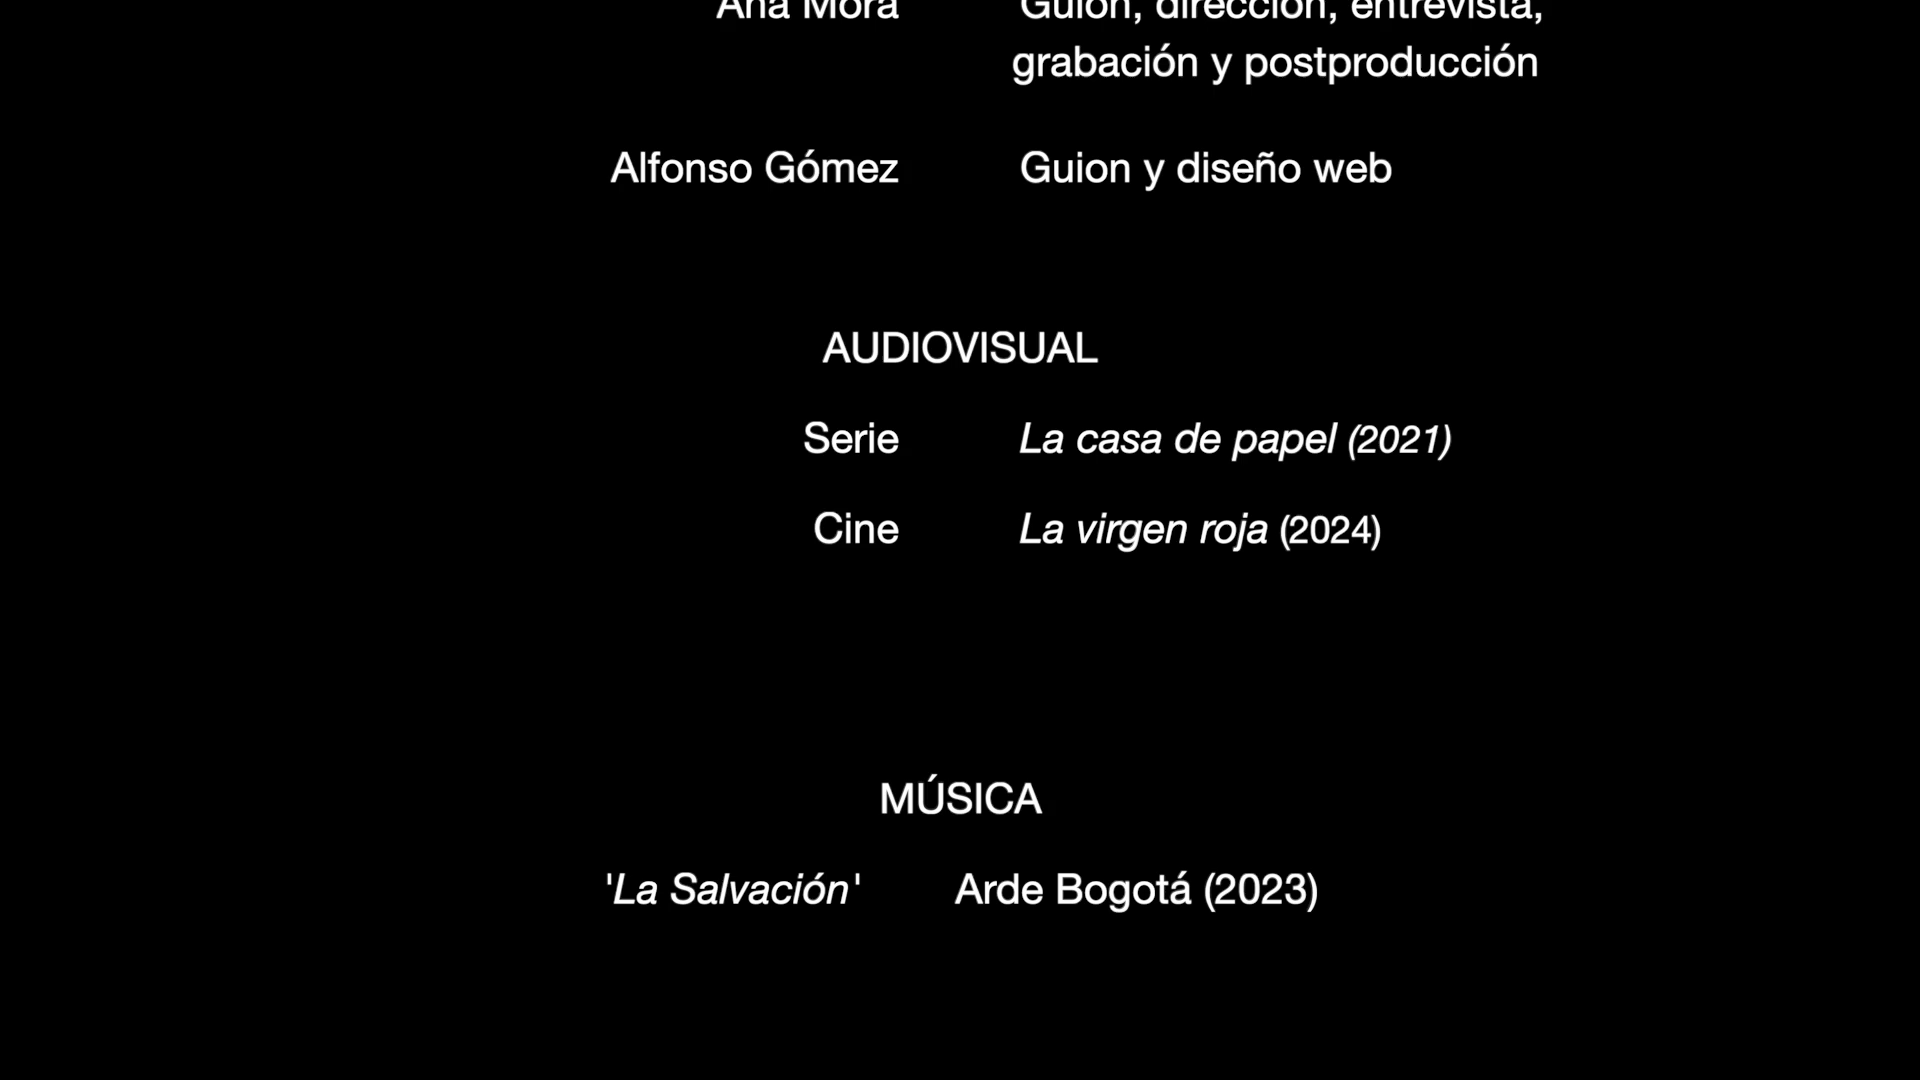 Ana Mora Guion, dirección, entrevista,
grabación y postproducción
Alfonso Gómez Guion y diseño web
AUDIOVISUAL
Serie La casa de papel (2021)
Cine La virgen roja (2024)
MÚSICA
'La Salvación' Arde Bogotá (2023)